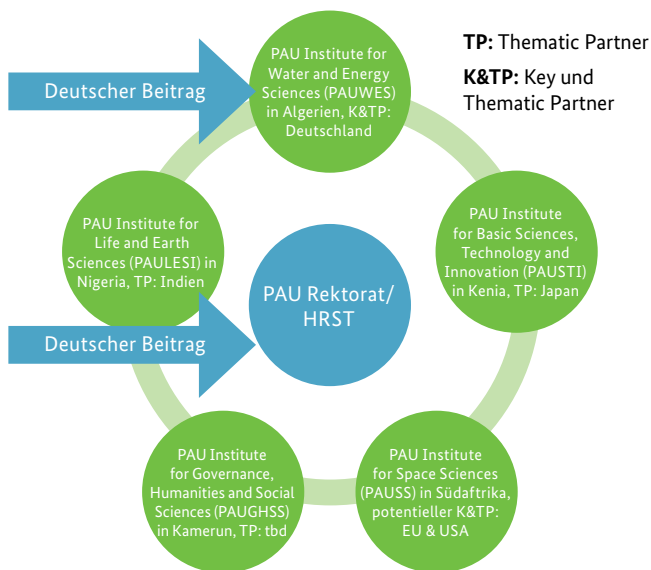 PAU Institute for
Water and Energy
Sciences (PAUWES)
in Algerien, K&TP:
Deutschland
TP: Thematic Partner
K&TP: Key und
Thematic Partner
Deutscher Beitrag
PAU Institute for
Life and Earth
Sciences (PAULESI) in
Nigeria, TP: Indien
PAU Institute
for Basic Sciences,
Technology and
Innovation (PAUSTI)
in Kenia, TP: Japan
PAU Rektorat/
HRST
Deutscher Beitrag
PAU Institute
for Governance,
Humanities and Social
Sciences (PAUGHSS)
in Kamerun, TP: tbd
PAU Institute
for Space Sciences
(PAUSS) in Südaftrika,
potentieller K&TP:
EU & USA